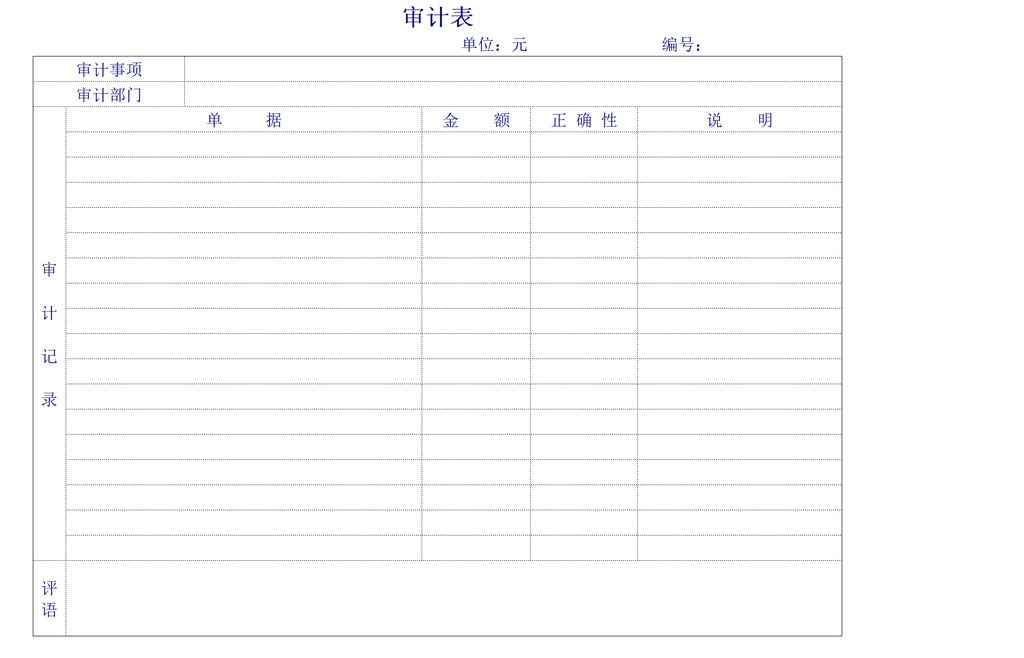 审计表
单位：元 编号：
审计事项
审计部门
单 据 金 额 正 确 性 说 明
审
计
记
录
评
语